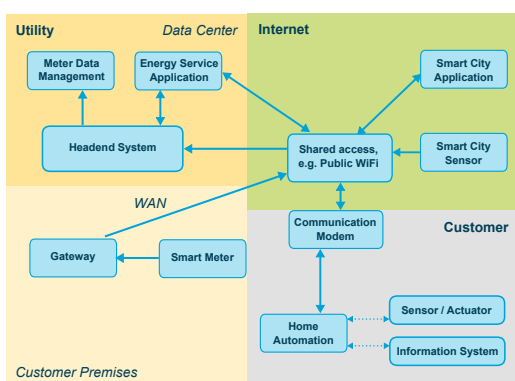 Utility
Data Center
Internet
Meter Data
Management
Energy Service
Application
Smart City
Application
Headend System
Shared access,
e.g. Public WiFi
Smart City
Sensor
WAN
Communication
Modem
Customer
Gateway
Smart Meter
Sensor / Actuator
Home
Automation
Information System
Customer Premises